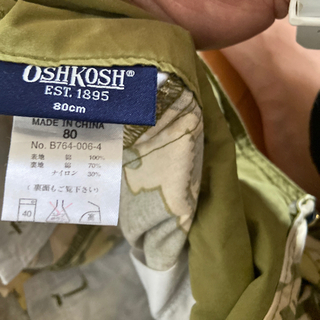 OSHKOSH®
EST. 1895
80cm
MADE IN CHINA
80
No. B764-006-4
表地 綿 100%
裏地 綿 70%
ナイロン 30%
(裏面もご覧下さい)
40